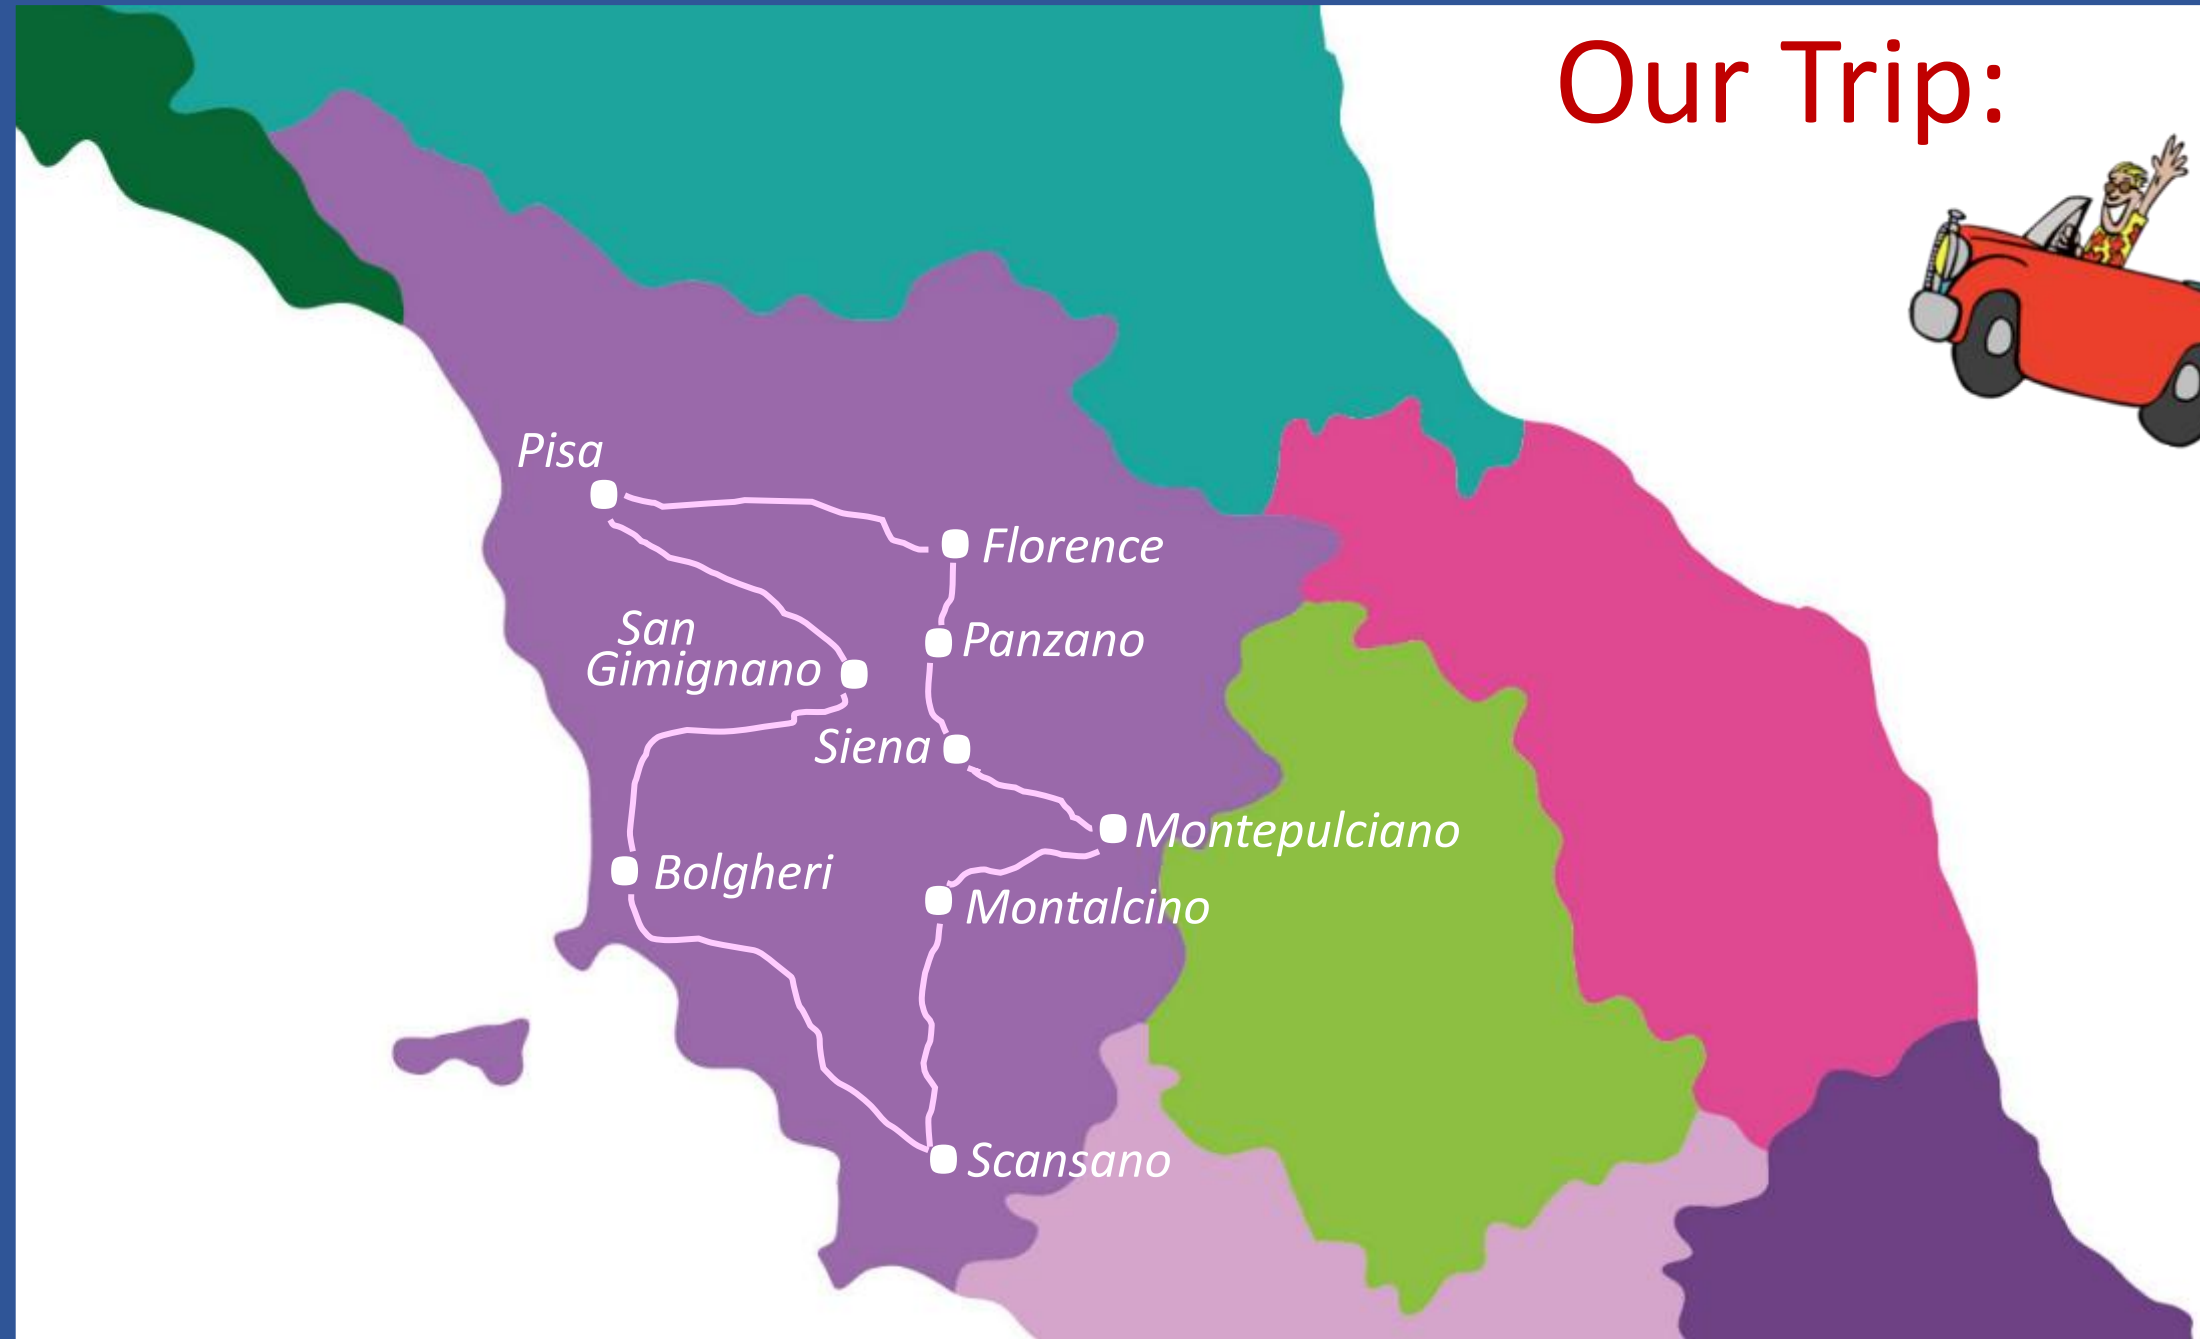 Our Trip:
Pisa
Florence
San
Gimignano
Panzano
Siena
Montepulciano
Bolgheri
Montalcino
Scansano